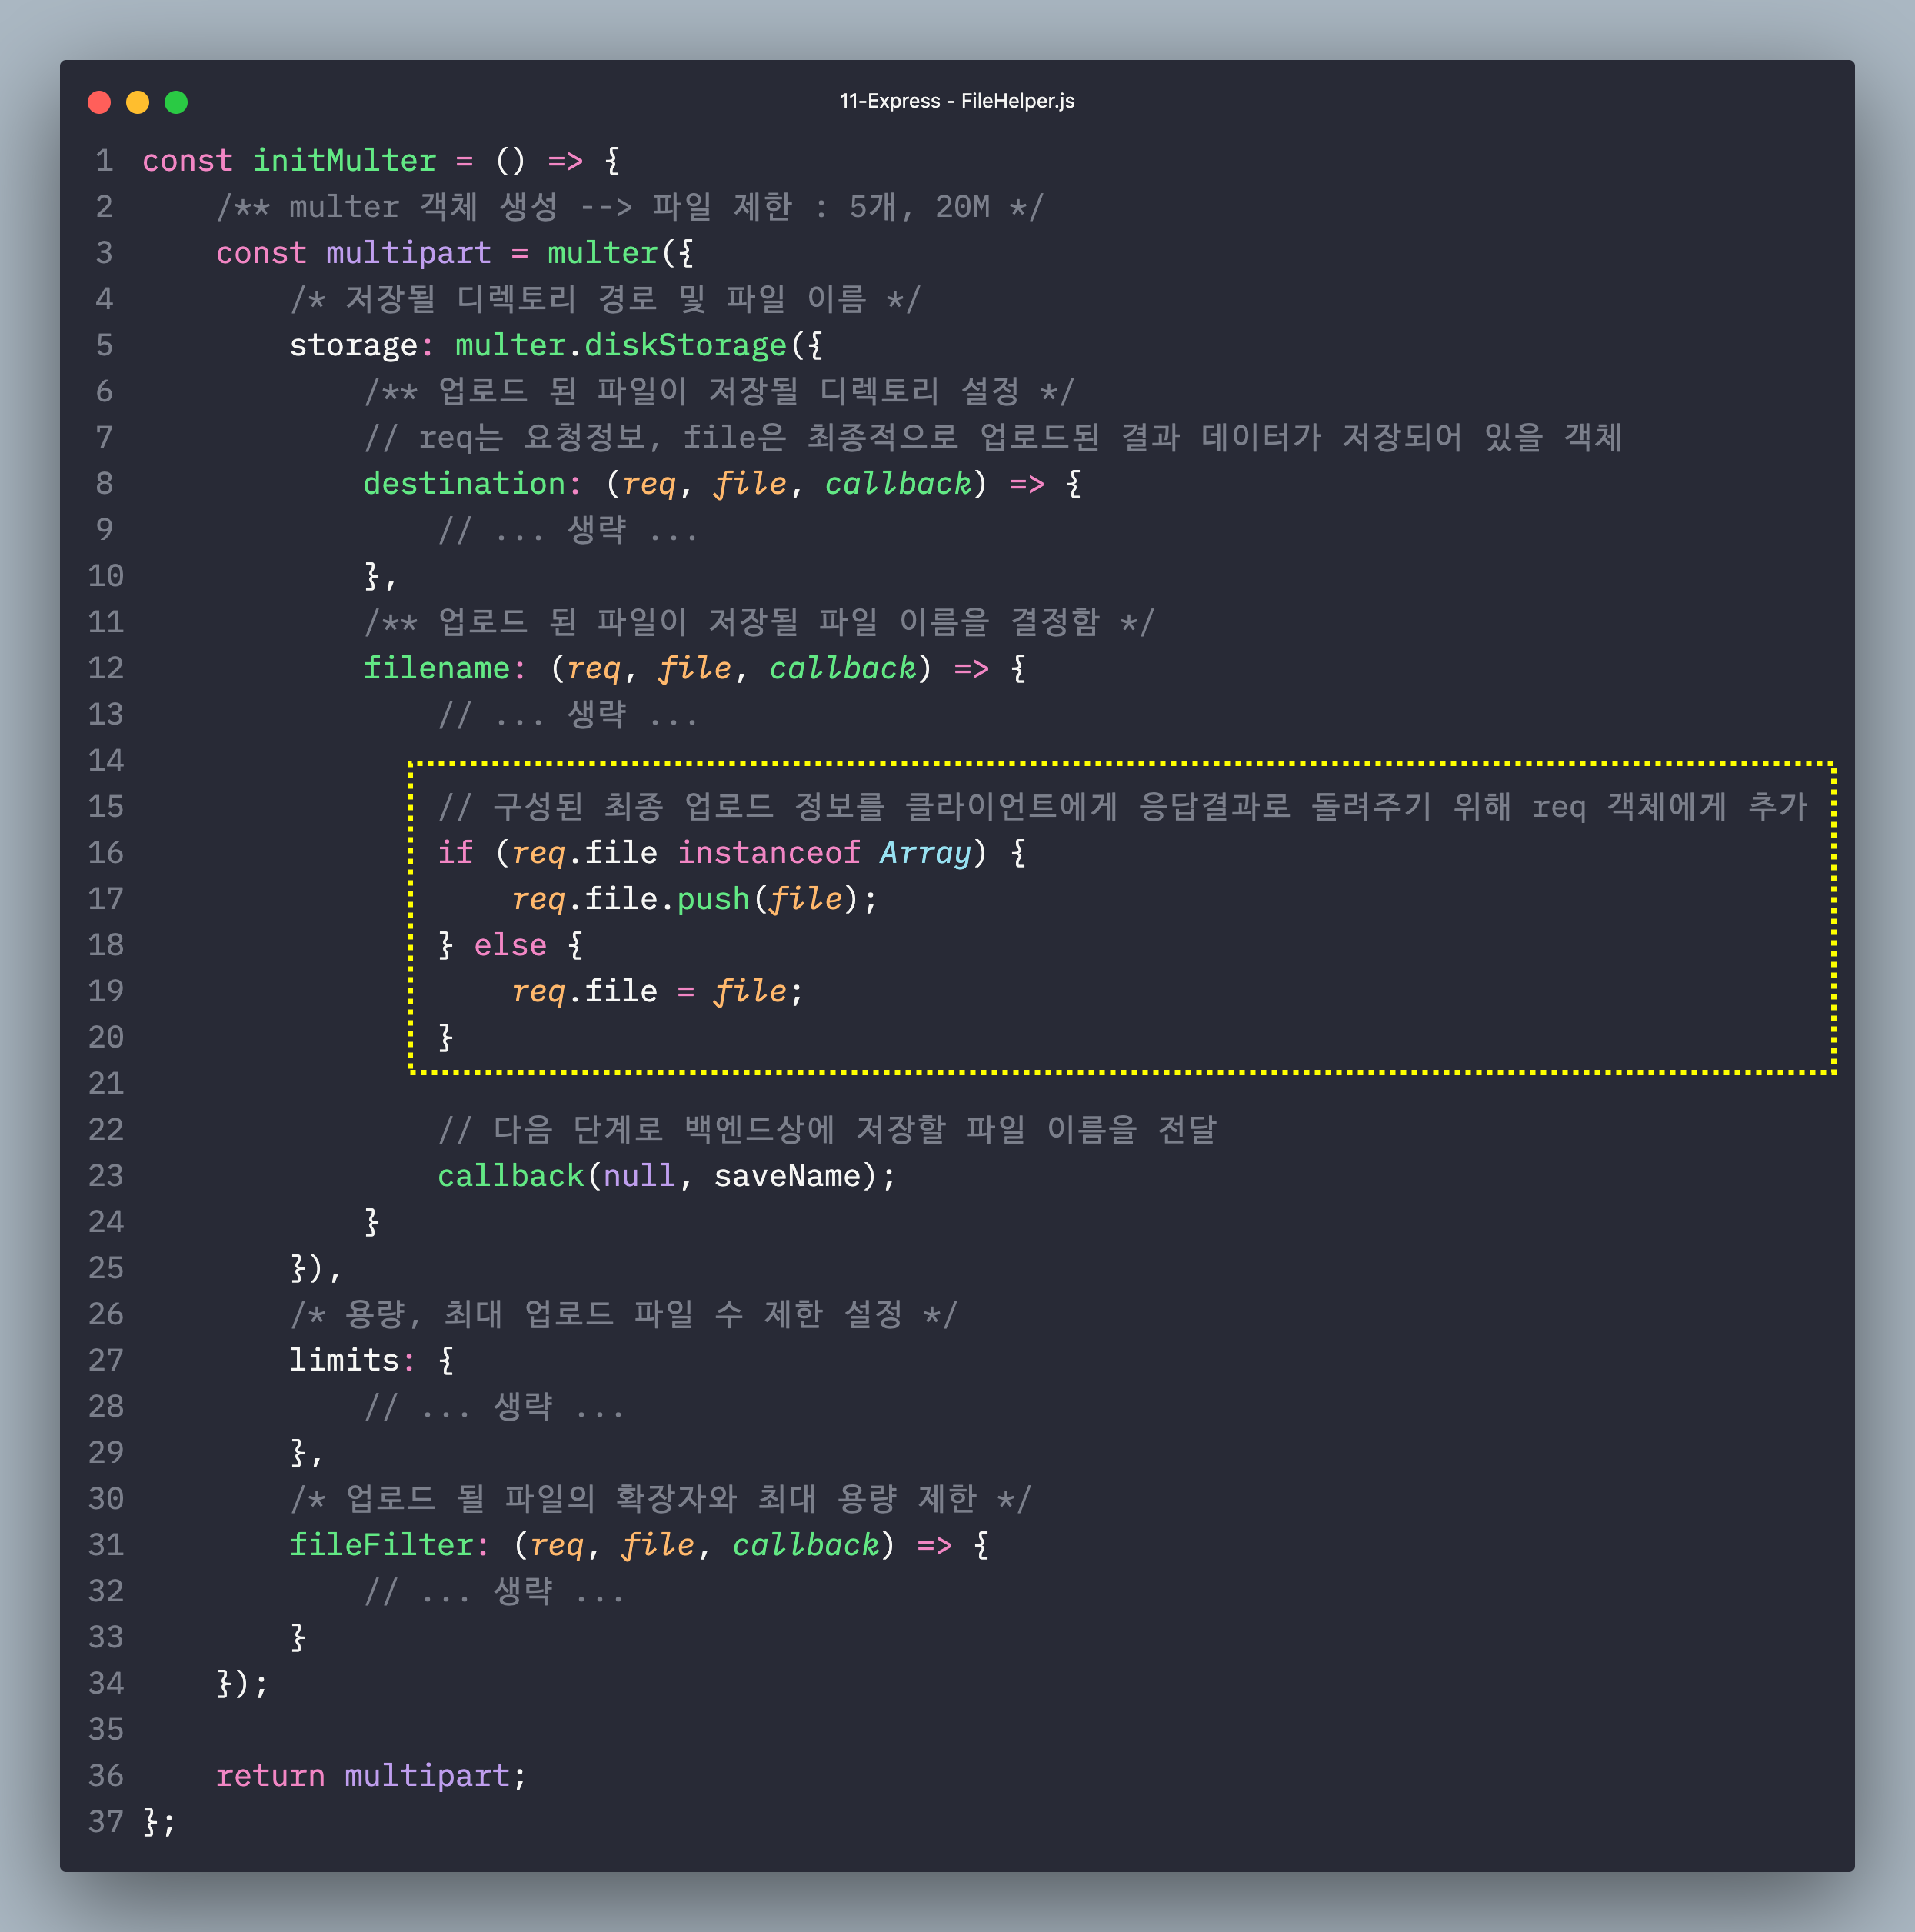 11-Express - FileHelper.js
1 const initMulter = () => {
2     /** multer 객체 생성 --> 파일 제한 : 5개, 20M */
3     const multipart = multer({
4         /* 저장될 디렉토리 경로 및 파일 이름 */
5         storage: multer.diskStorage({
6             /** 업로드 된 파일이 저장될 디렉토리 설정 */
7             // req는 요청정보, file은 최종적으로 업로드된 결과 데이터가 저장되어 있을 객체
8             destination: (req, file, callback) => {
9                 // ... 생략 ...
10             },
11             /** 업로드 된 파일이 저장될 파일 이름을 결정함 */
12             filename: (req, file, callback) => {
13                 // ... 생략 ...
14
15                 // 구성된 최종 업로드 정보를 클라이언트에게 응답결과로 돌려주기 위해 req 객체에게 추가
16                 if (req.file instanceof Array) {
17                     req.file.push(file);
18                 } else {
19                     req.file = file;
20                 }
21
22                 // 다음 단계로 백엔드상에 저장할 파일 이름을 전달
23                 callback(null, saveName);
24             }
25         }),
26         /* 용량, 최대 업로드 파일 수 제한 설정 */
27         limits: {
28             // ... 생략 ...
29         },
30         /* 업로드 될 파일의 확장자와 최대 용량 제한 */
31         fileFilter: (req, file, callback) => {
32             // ... 생략 ...
33         }
34     });
35
36     return multipart;
37 };